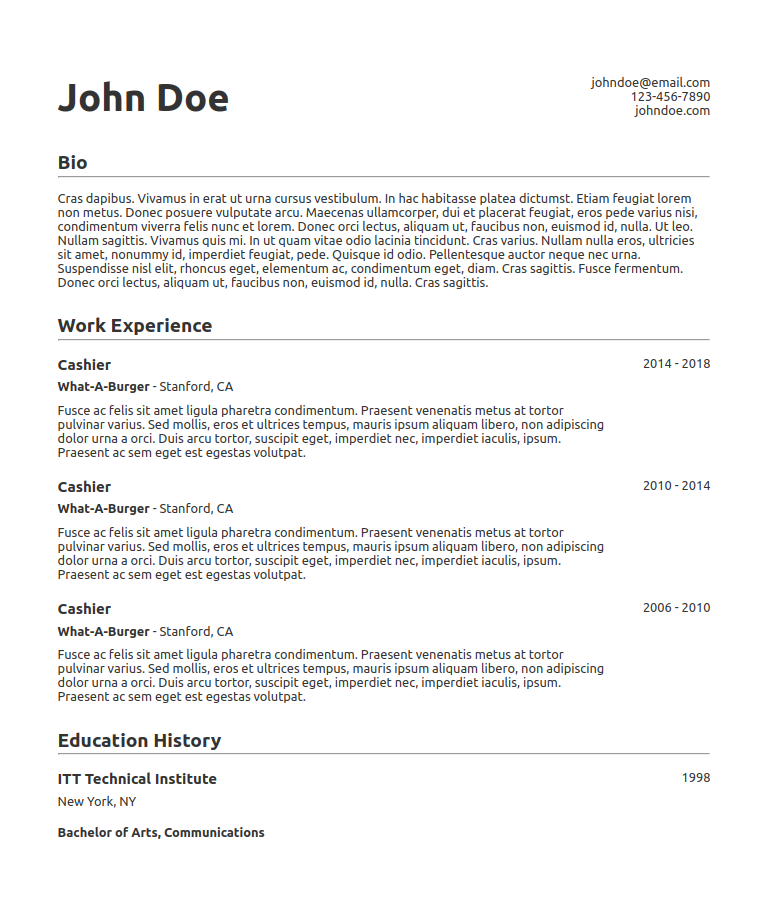 John Doe
johndoe@email.com
123-456-7890
johndoe.com
Bio
Cras dapibus. Vivamus in erat ut urna cursus vestibulum. In hac habitasse platea dictumst. Etiam feugiat lorem
non metus. Donec posuere vulputate arcu. Maecenas ullamcorper, dui et placerat feugiat, eros pede varius nisi,
condimentum viverra felis nunc et lorem. Donec orci lectus, aliquam ut, faucibus non, euismod id, nulla. Ut leo.
Nullam sagittis. Vivamus quis mi. In ut quam vitae odio lacinia tincidunt. Cras varius. Nullam nulla eros, ultricies
sit amet, nonummy id, imperdiet feugiat, pede. Quisque id odio. Pellentesque auctor neque nec urna.
Suspendisse nisl elit, rhoncus eget, elementum ac, condimentum eget, diam. Cras sagittis. Fusce fermentum.
Donec orci lectus, aliquam ut, faucibus non, euismod id, nulla. Cras sagittis.
Work Experience
Cashier 2014 - 2018
What-A-Burger - Stanford, CA
Fusce ac felis sit amet ligula pharetra condimentum. Praesent venenatis metus at tortor
pulvinar varius. Sed mollis, eros et ultrices tempus, mauris ipsum aliquam libero, non adipiscing
dolor urna a orci. Duis arcu tortor, suscipit eget, imperdiet nec, imperdiet iaculis, ipsum.
Praesent ac sem eget est egestas volutpat.
Cashier 2010 - 2014
What-A-Burger - Stanford, CA
Fusce ac felis sit amet ligula pharetra condimentum. Praesent venenatis metus at tortor
pulvinar varius. Sed mollis, eros et ultrices tempus, mauris ipsum aliquam libero, non adipiscing
dolor urna a orci. Duis arcu tortor, suscipit eget, imperdiet nec, imperdiet iaculis, ipsum.
Praesent ac sem eget est egestas volutpat.
Cashier 2006 - 2010
What-A-Burger - Stanford, CA
Fusce ac felis sit amet ligula pharetra condimentum. Praesent venenatis metus at tortor
pulvinar varius. Sed mollis, eros et ultrices tempus, mauris ipsum aliquam libero, non adipiscing
dolor urna a orci. Duis arcu tortor, suscipit eget, imperdiet nec, imperdiet iaculis, ipsum.
Praesent ac sem eget est egestas volutpat.
Education History
ITT Technical Institute 1998
New York, NY
Bachelor of Arts, Communications